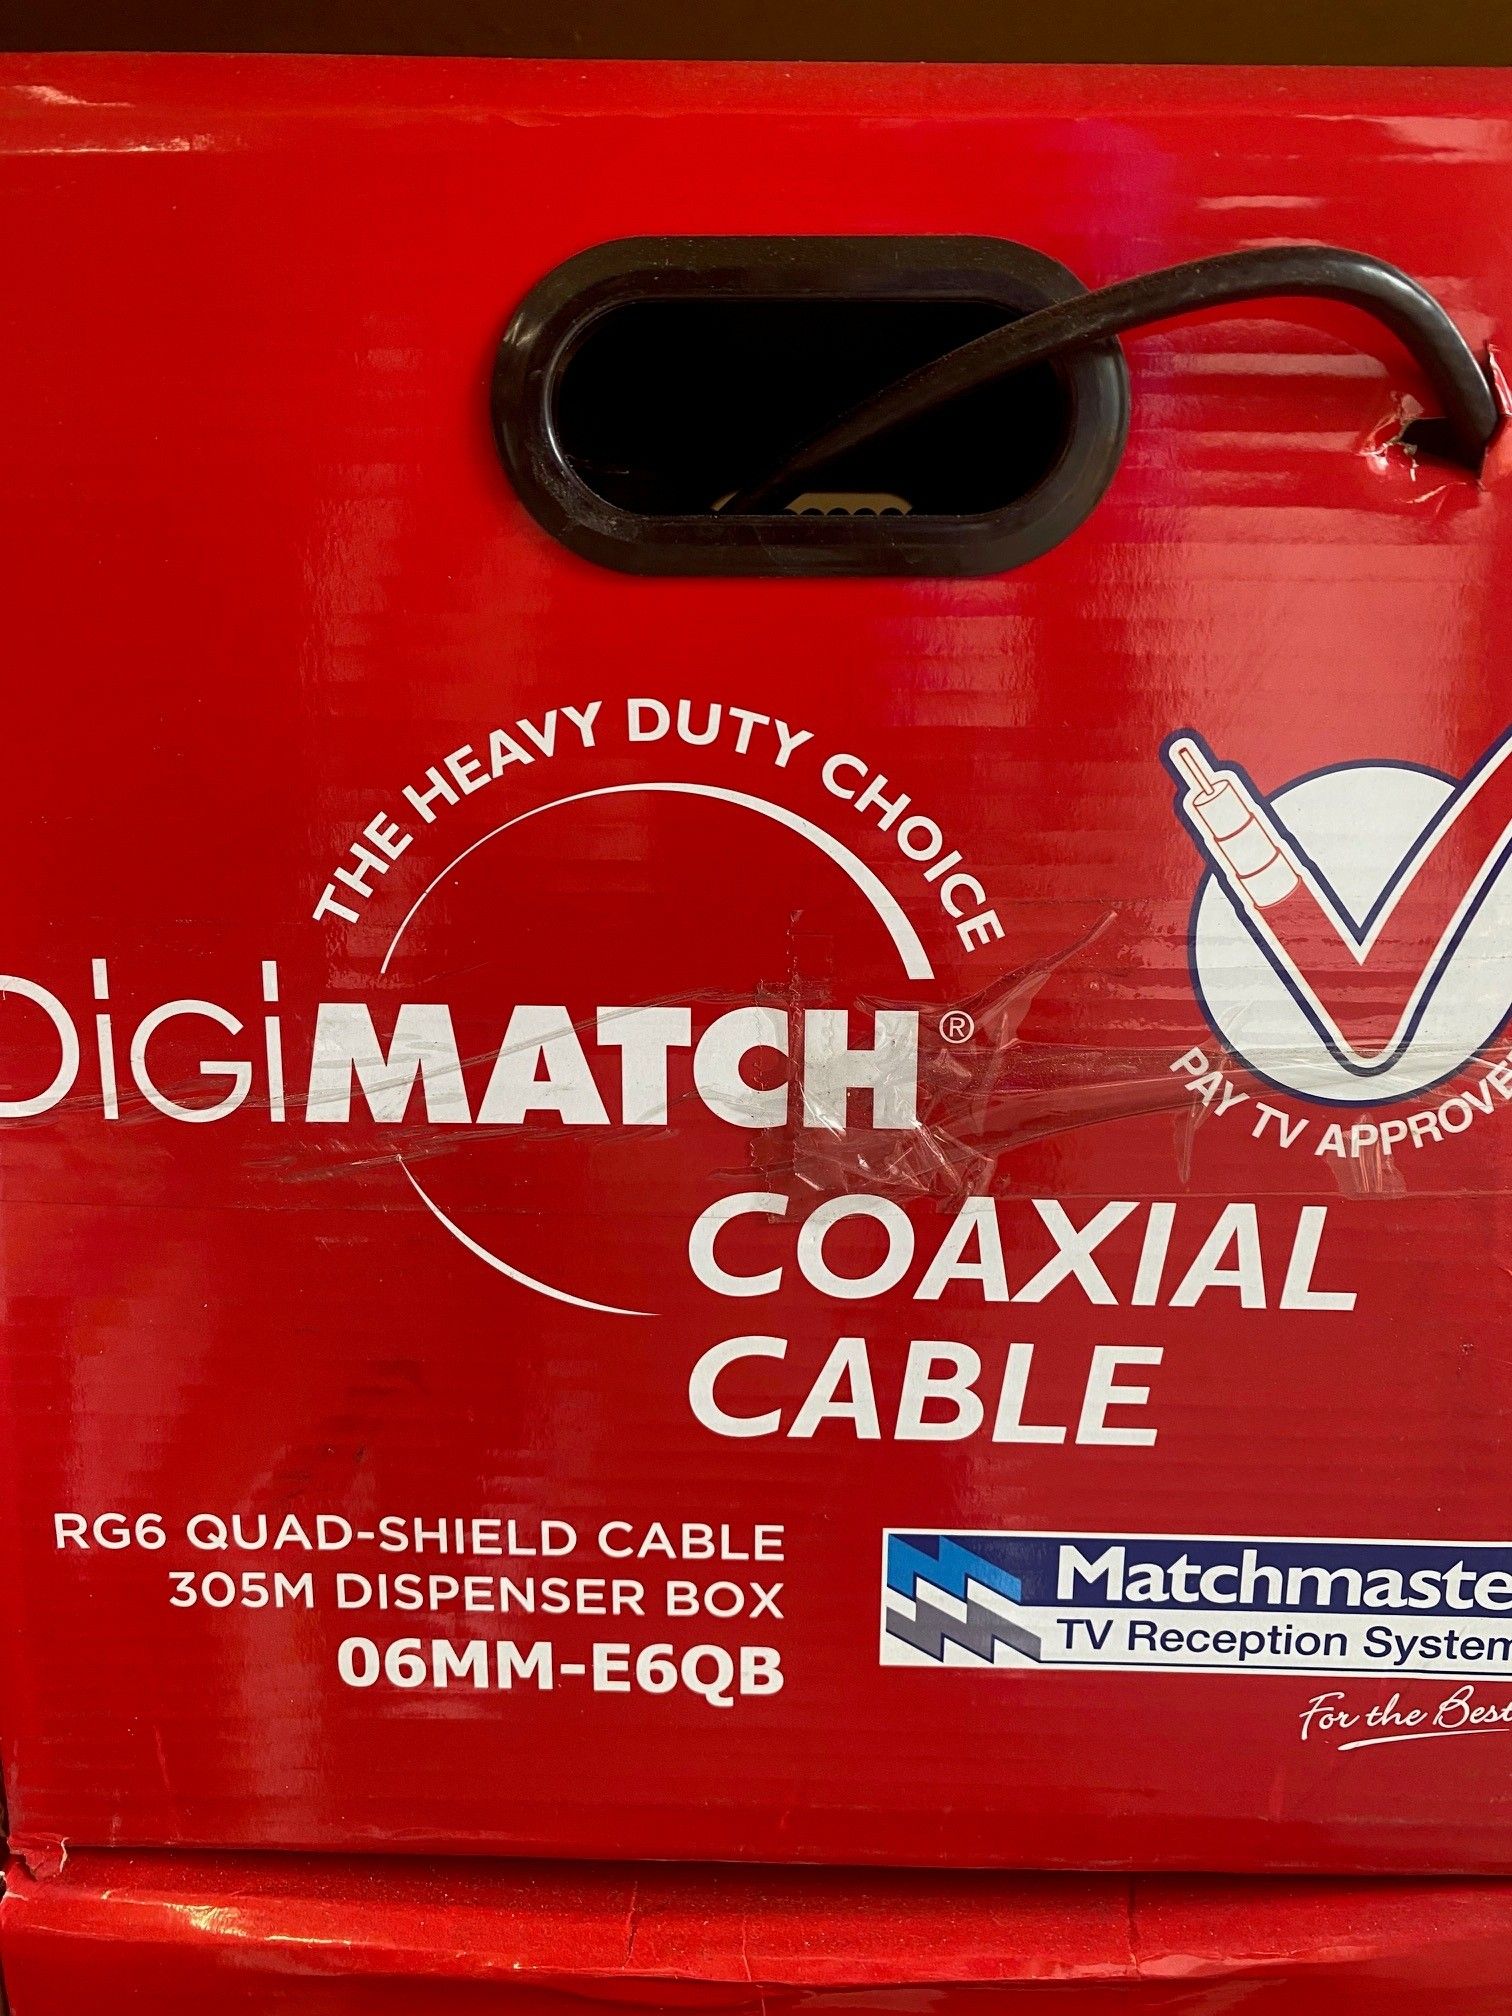 THE HEAVY DUTY CHOICE
DiGiMATCH®
PAY TV APPROVE
COAXIAL
CABLE
RG6 QUAD-SHIELD CABLE
305M DISPENSER BOX
06MM-E6QB
Matchmaste
TV Reception System
For the Best